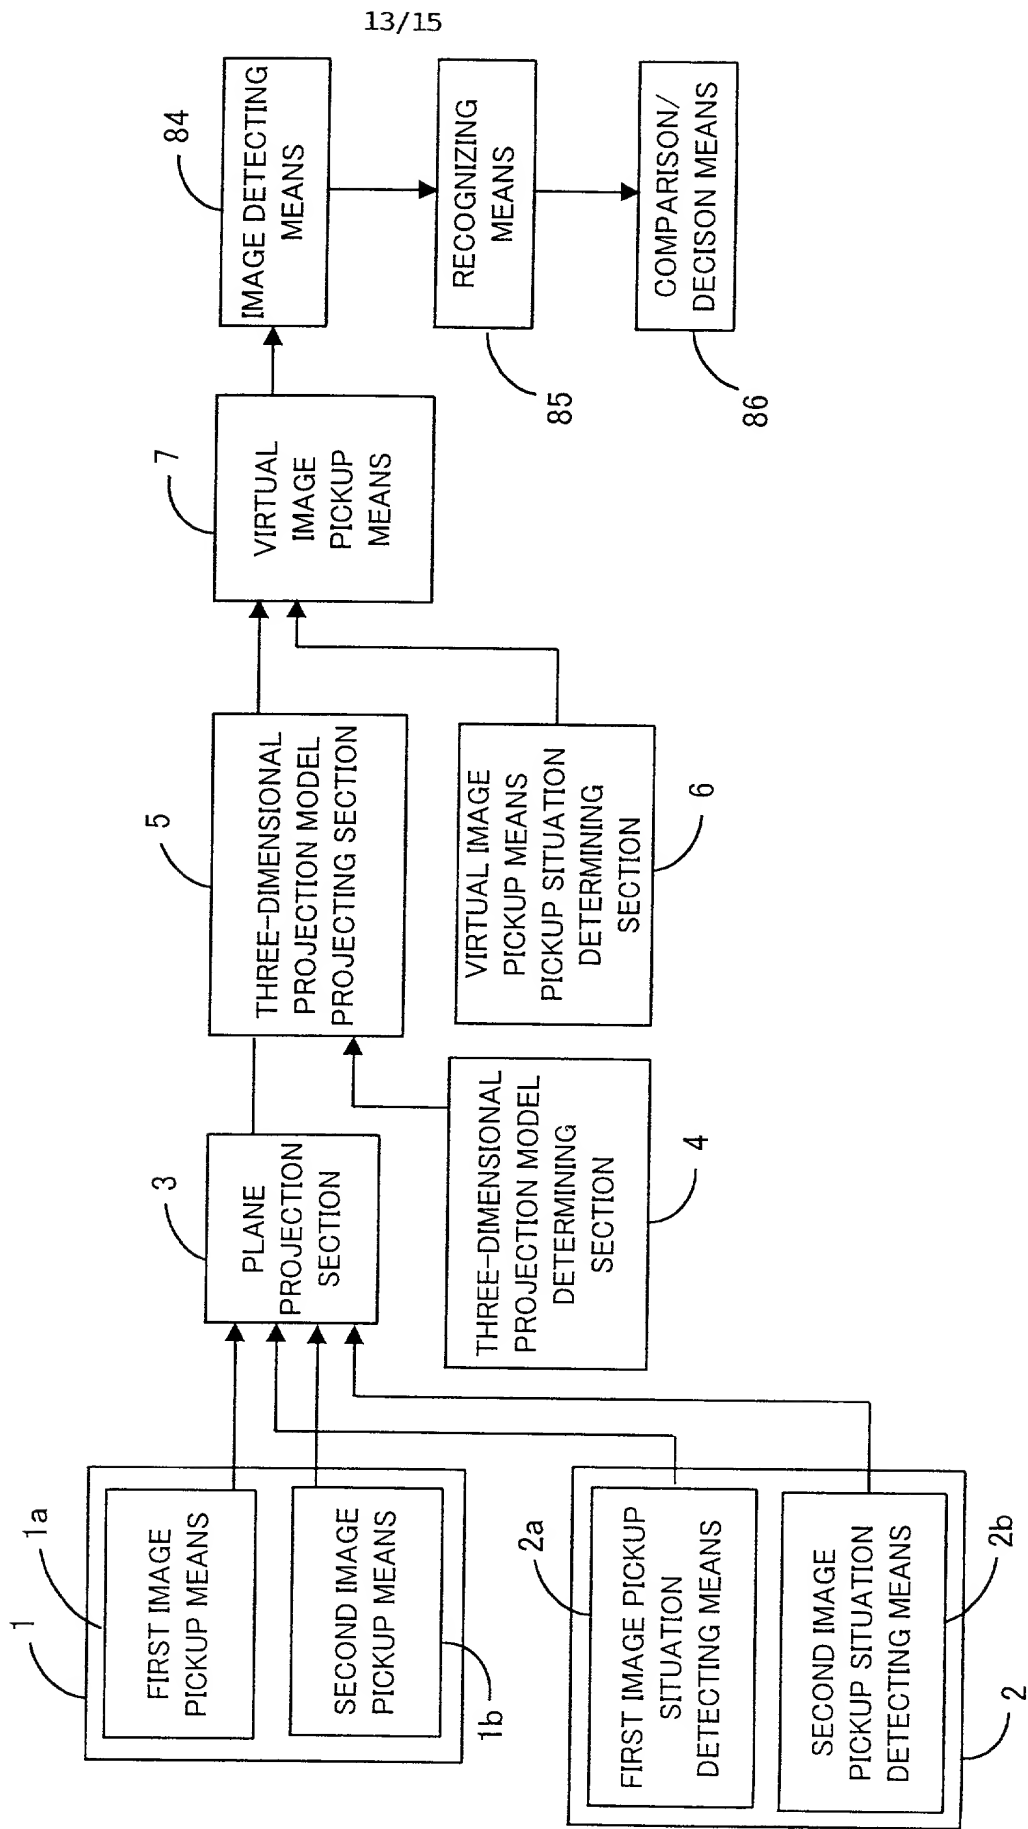 13/15
1
1a
FIRST IMAGE
PICKUP MEANS
SECOND IMAGE
PICKUP MEANS
1b
2a
FIRST IMAGE PICKUP
SITUATION
DETECTING MEANS
SECOND IMAGE
PICKUP SITUATION
DETECTING MEANS
2b
2
3
PLANE
PROJECTION
SECTION
THREE-DIMENSIONAL
PROJECTION MODEL
DETERMINING
SECTION
4
5
THREE-DIMENSIONAL
PROJECTION MODEL
PROJECTING SECTION
VIRTUAL IMAGE
PICKUP MEANS
PICKUP SITUATION
DETERMINING
SECTION
6
7
VIRTUAL
IMAGE
PICKUP
MEANS
84
IMAGE DETECTING
MEANS
RECOGNIZING
MEANS
85
COMPARISON/
DECISON MEANS
86